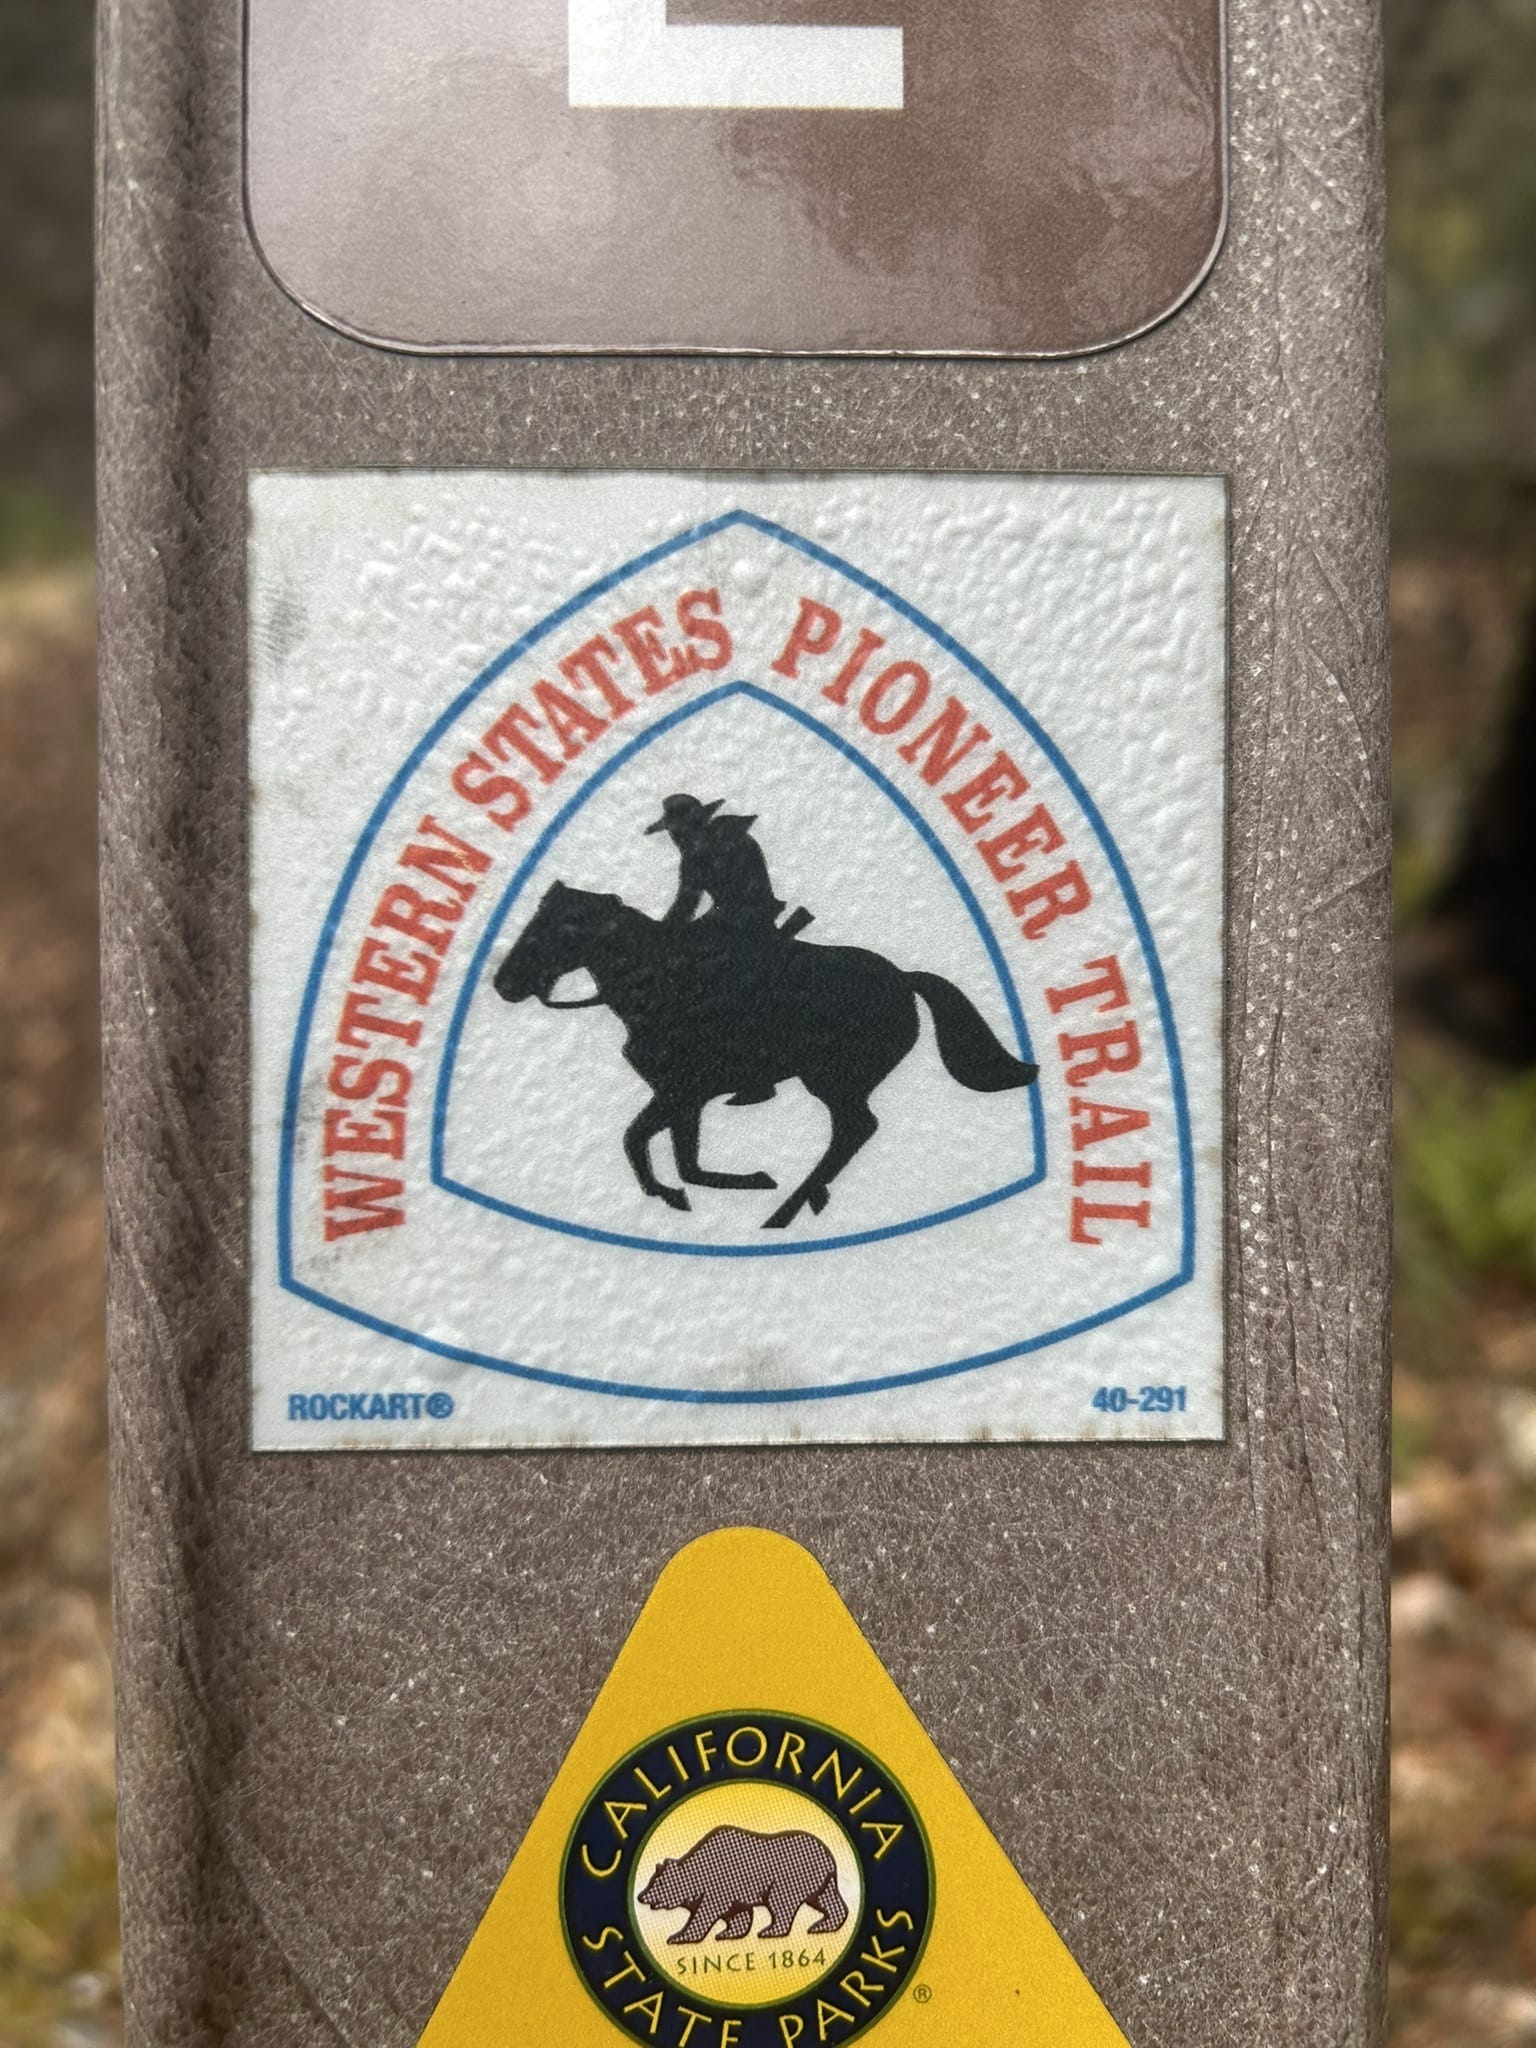 WESTERN STATES PIONEER TRAIL
ROCKART® 40-291
CALIFORNIA
SINCE 1864
STATE PARKS
®